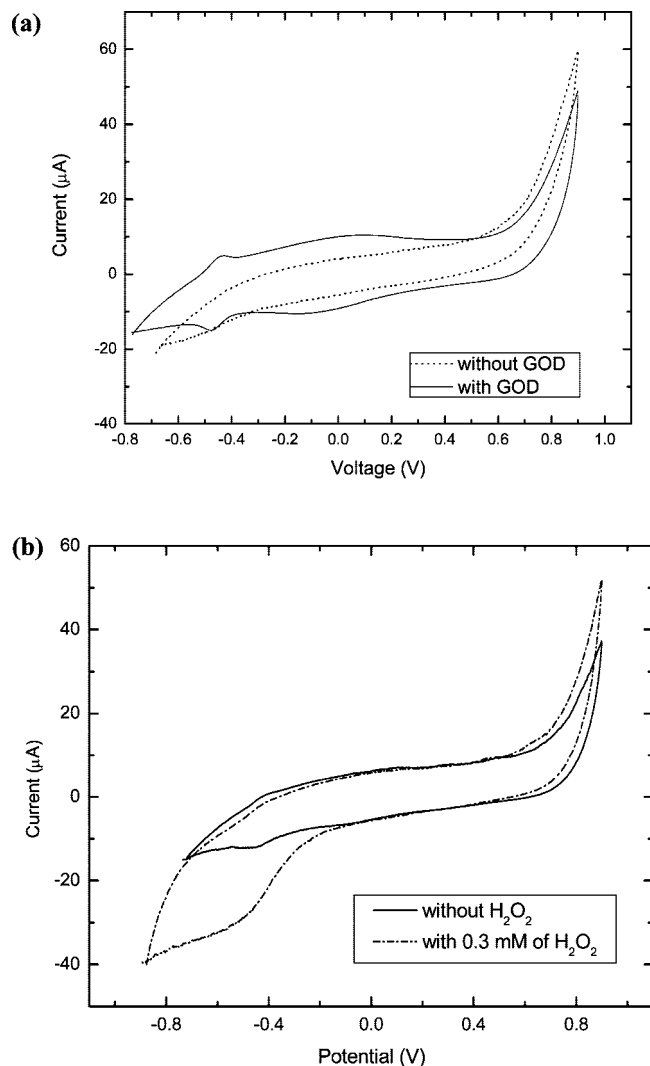 (a)
60
40
20
0
-20
-40
Current (μA)
-0.8 -0.6 -0.4 -0.2 0.0 0.2 0.4 0.6 0.8 1.0
Voltage (V)
without GOD
with GOD
(b)
60
40
20
0
-20
-40
Current (μA)
-0.8 -0.4 0.0 0.4 0.8
Potential (V)
without H₂O₂
with 0.3 mM of H₂O₂